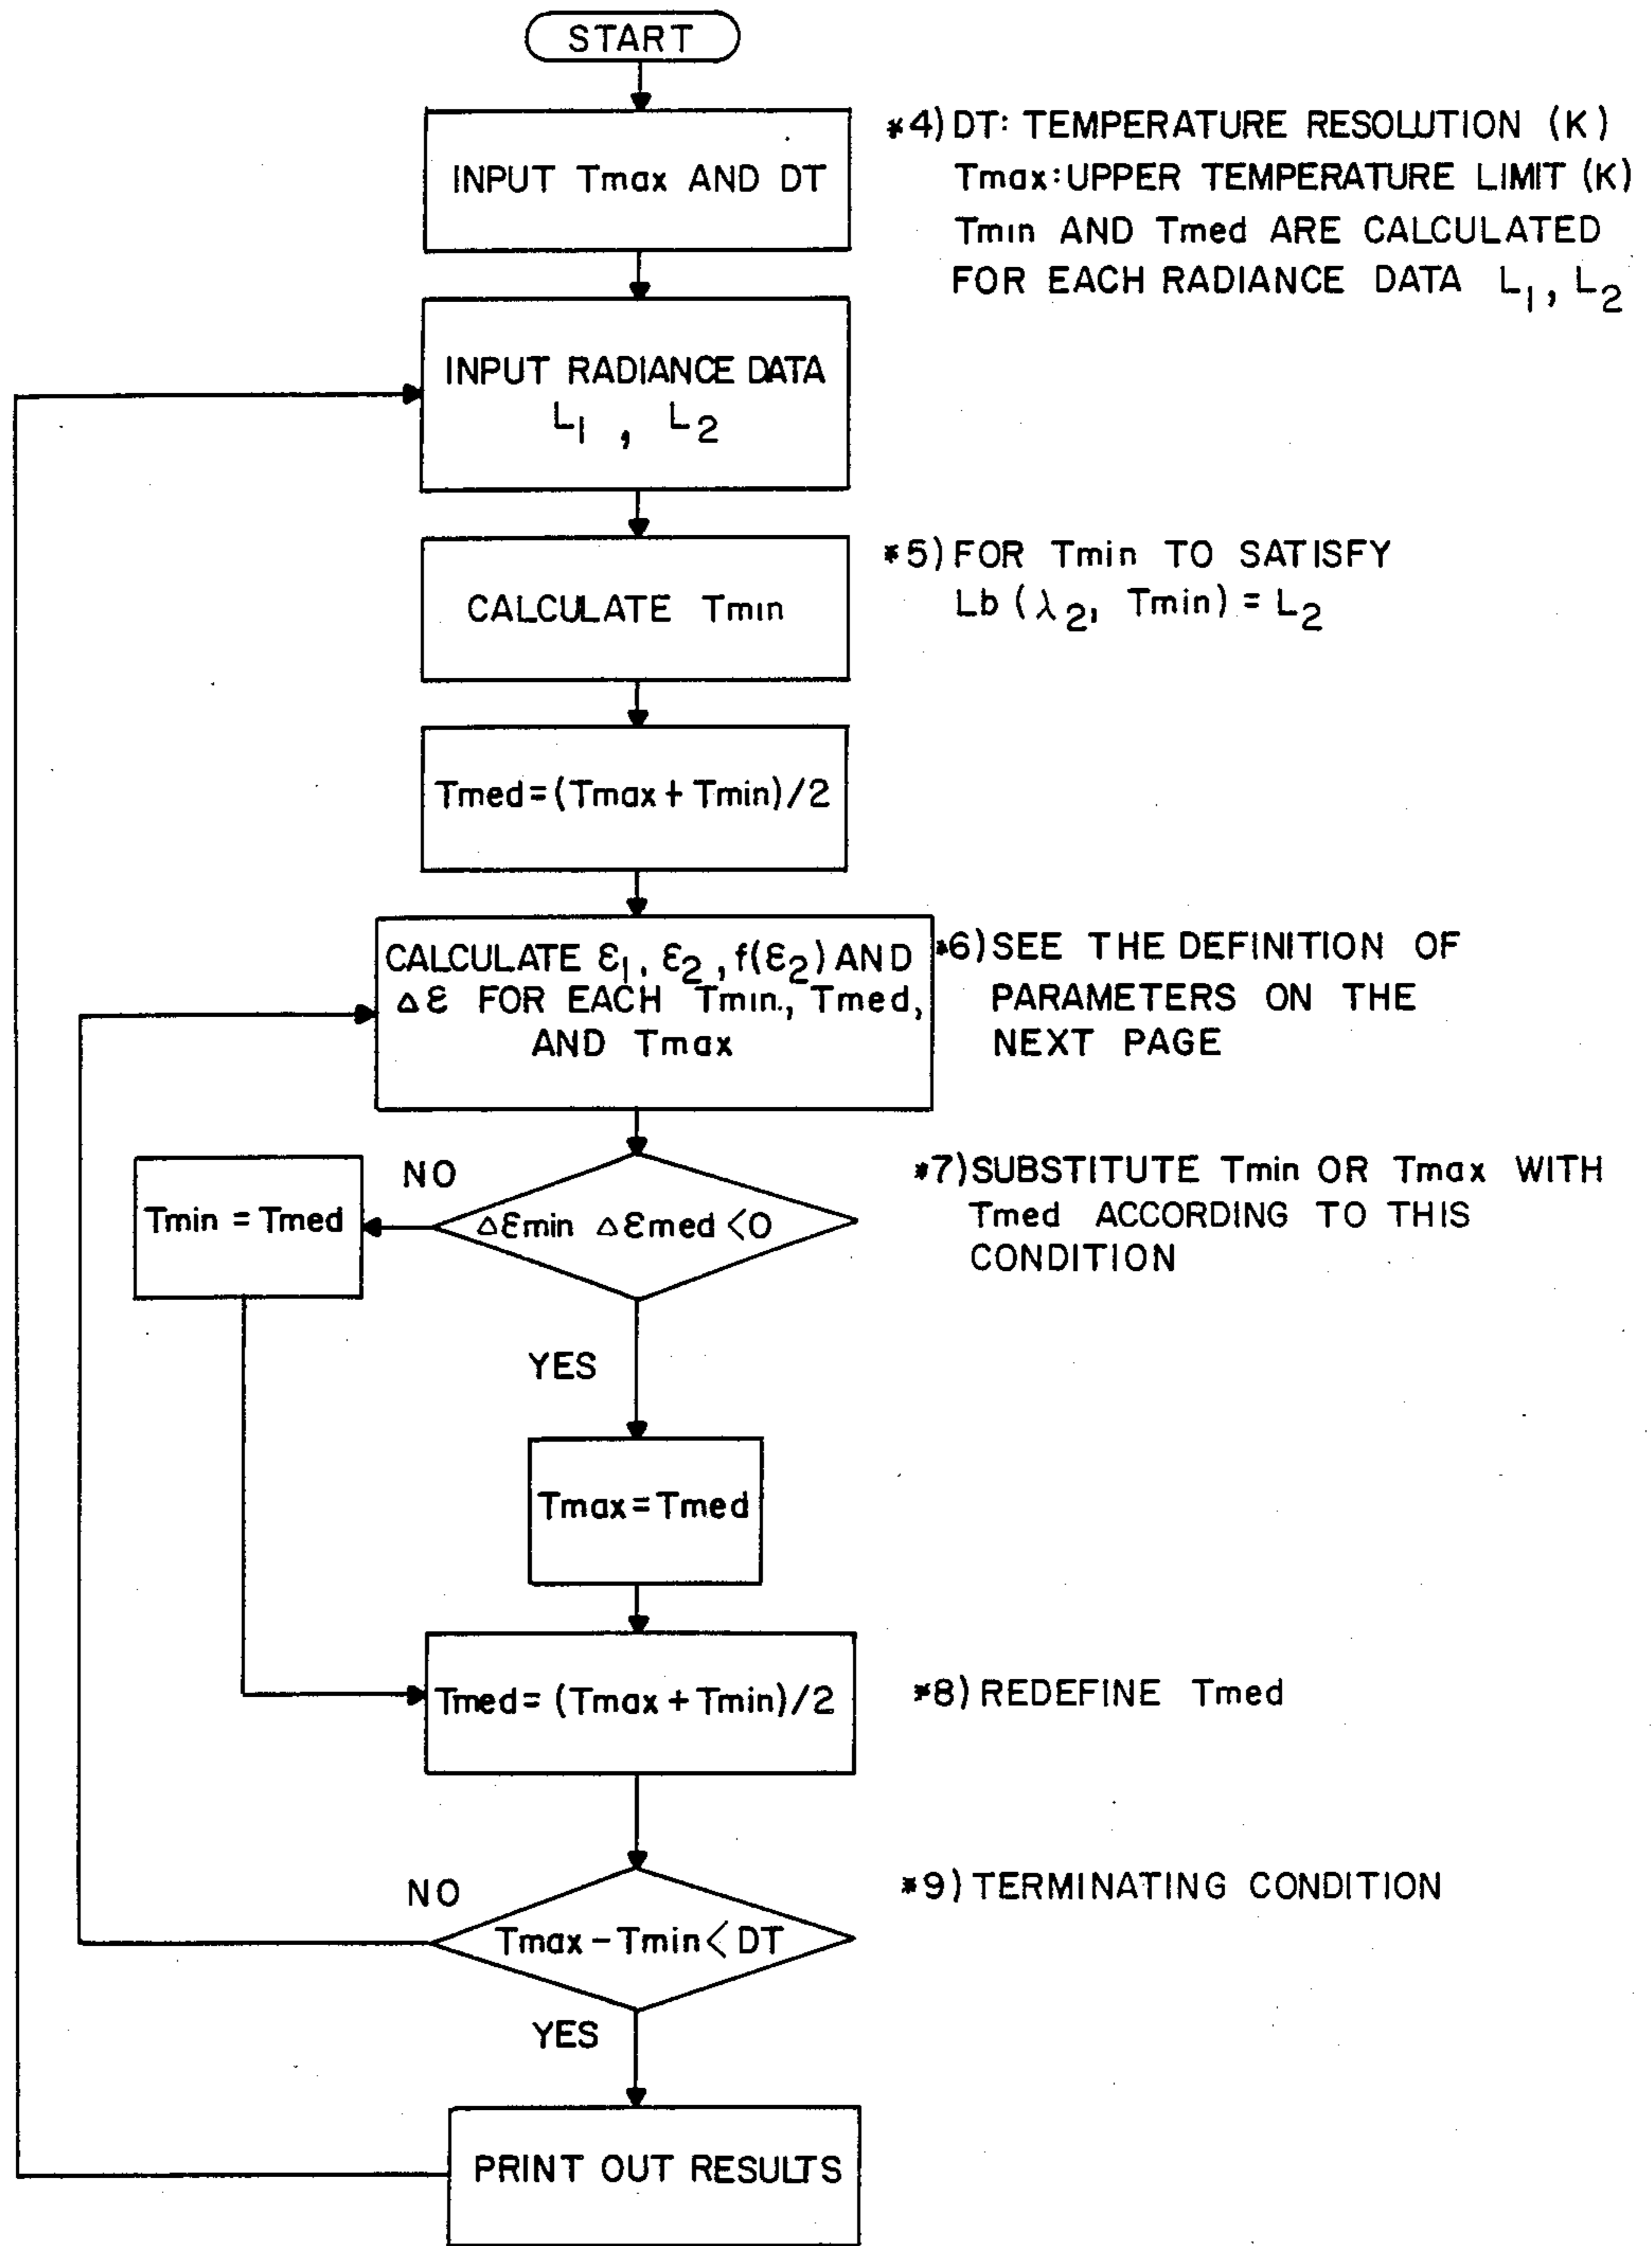 START
INPUT Tmax AND DT
*4) DT: TEMPERATURE RESOLUTION (K)
Tmax: UPPER TEMPERATURE LIMIT (K)
Tmin AND Tmed ARE CALCULATED
FOR EACH RADIANCE DATA L₁, L₂
INPUT RADIANCE DATA
L₁ , L₂
CALCULATE Tmin
*5) FOR Tmin TO SATISFY
Lb (λ₂, Tmin) = L₂
Tmed = (Tmax + Tmin)/2
CALCULATE ε₁, ε₂, f(ε₂) AND
Δε FOR EACH Tmin., Tmed,
AND Tmax
*6) SEE THE DEFINITION OF
PARAMETERS ON THE
NEXT PAGE
NO
Tmin = Tmed
Δεmin Δεmed <0
*7) SUBSTITUTE Tmin OR Tmax WITH
Tmed ACCORDING TO THIS
CONDITION
YES
Tmax = Tmed
Tmed = (Tmax + Tmin)/2
*8) REDEFINE Tmed
NO
Tmax – Tmin < DT
*9) TERMINATING CONDITION
YES
PRINT OUT RESULTS